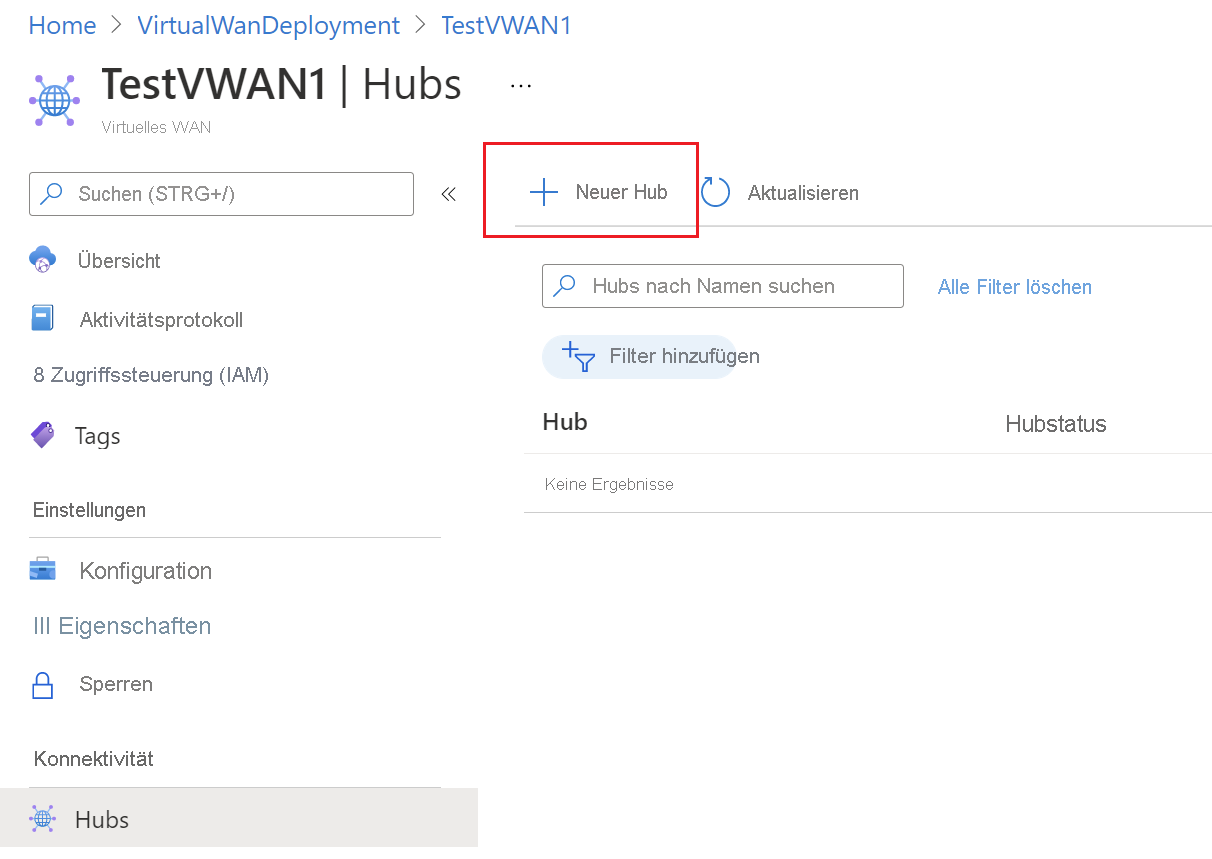 Home > VirtualWanDeployment > TestVWAN1
TestVWAN1 | Hubs ...
Virtuelles WAN
Suchen (STRG+/)
«
Neuer Hub
Aktualisieren
Übersicht
Aktivitätsprotokoll
8 Zugriffssteuerung (IAM)
Tags
Einstellungen
Konfiguration
III Eigenschaften
Sperren
Konnektivität
Hubs
Hubs nach Namen suchen
Alle Filter löschen
Filter hinzufügen
Hub Hubstatus
Keine Ergebnisse